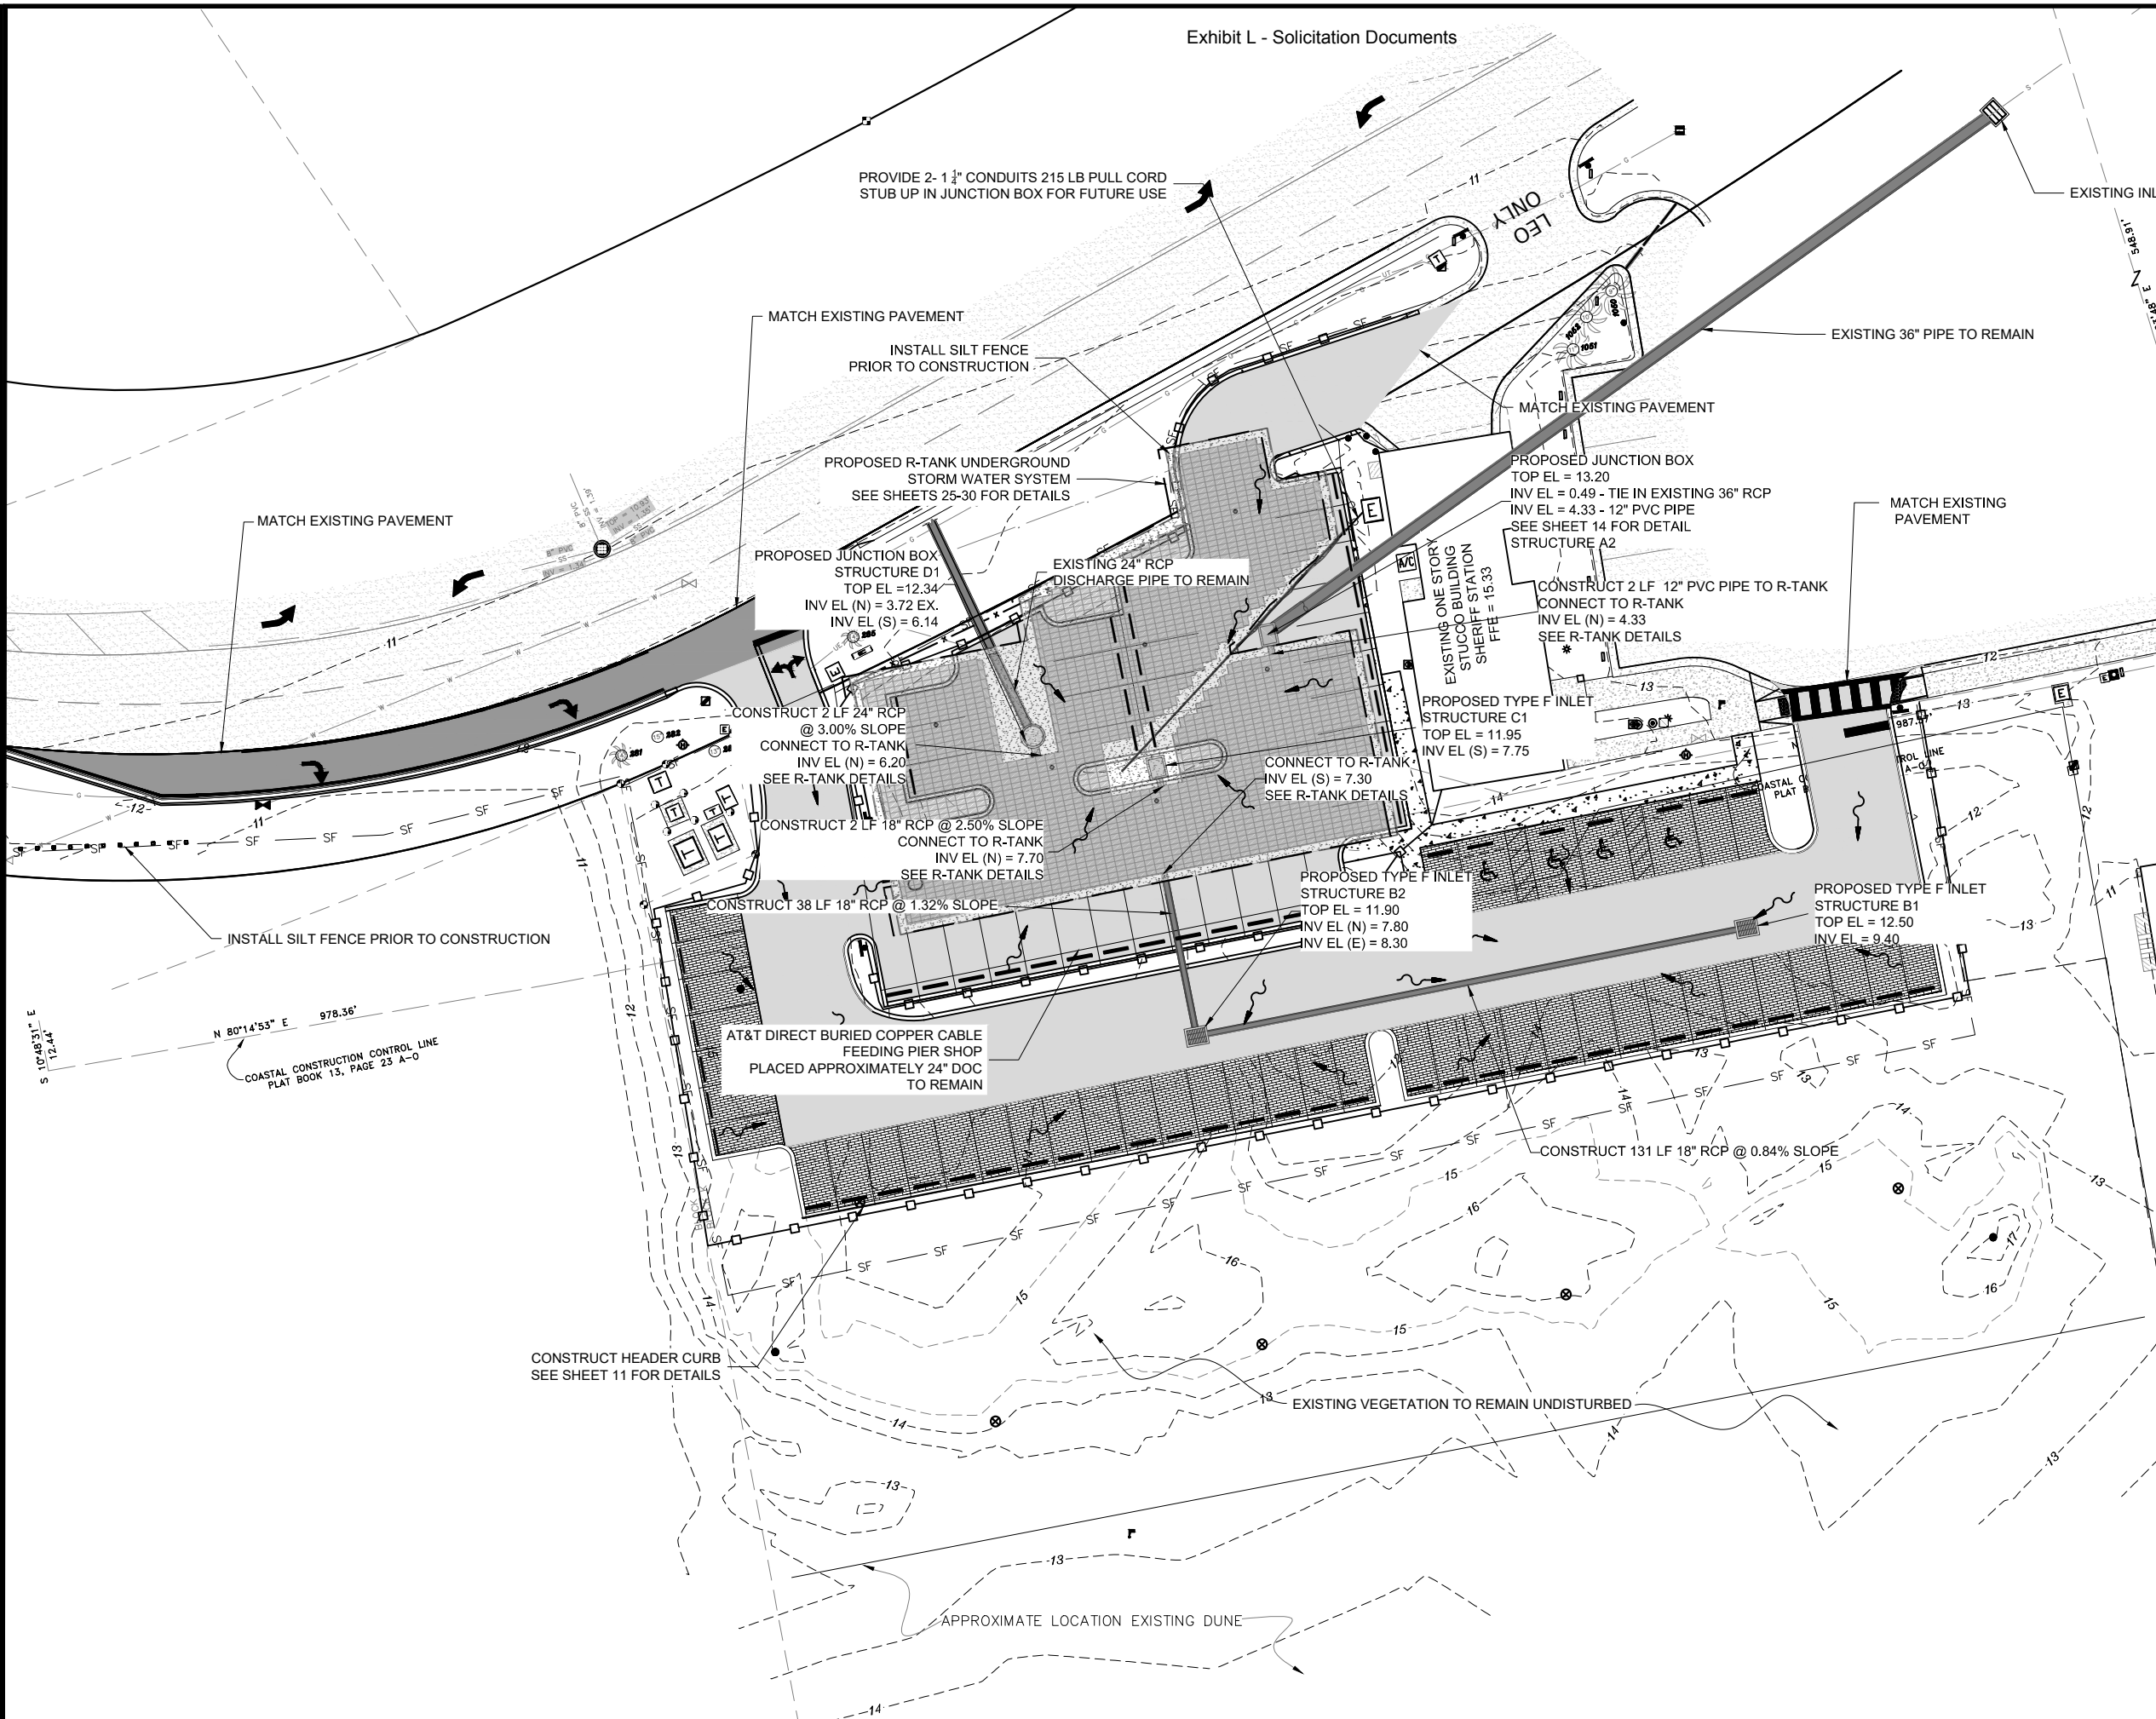 Exhibit L - Solicitation Documents
PROVIDE 2- 1 1/4" CONDUITS 215 LB PULL CORD
STUB UP IN JUNCTION BOX FOR FUTURE USE
LEO
ONLY
EXISTING INL
548.91'
MATCH EXISTING PAVEMENT
INSTALL SILT FENCE
PRIOR TO CONSTRUCTION
EXISTING 36" PIPE TO REMAIN
MATCH EXISTING PAVEMENT
PROPOSED R-TANK UNDERGROUND
STORM WATER SYSTEM
SEE SHEETS 25-30 FOR DETAILS
PROPOSED JUNCTION BOX
TOP EL = 13.20
INV EL = 0.49 - TIE IN EXISTING 36" RCP
INV EL = 4.33 - 12" PVC PIPE
SEE SHEET 14 FOR DETAIL
STRUCTURE A2
MATCH EXISTING PAVEMENT
MATCH EXISTING
PAVEMENT
PROPOSED JUNCTION BOX
STRUCTURE D1
TOP EL =12.34
INV EL (N) = 3.72 EX.
INV EL (S) = 6.14
EXISTING 24" RCP
DISCHARGE PIPE TO REMAIN
EXISTING ONE STORY
STUCCO BUILDING
SHERIFF STATION
FFE = 15.33
CONSTRUCT 2 LF  12" PVC PIPE TO R-TANK
CONNECT TO R-TANK
INV EL (N) = 4.33
SEE R-TANK DETAILS
CONSTRUCT 2 LF 24" RCP
@ 3.00% SLOPE
CONNECT TO R-TANK
INV EL (N) = 6.20
SEE R-TANK DETAILS
PROPOSED TYPE F INLET
STRUCTURE C1
TOP EL = 11.95
INV EL (S) = 7.75
CONNECT TO R-TANK
INV EL (S) = 7.30
SEE R-TANK DETAILS
CONSTRUCT 2 LF 18" RCP @ 2.50% SLOPE
CONNECT TO R-TANK
INV EL (N) = 7.70
SEE R-TANK DETAILS
CONSTRUCT 38 LF 18" RCP @ 1.32% SLOPE
PROPOSED TYPE F INLET
STRUCTURE B2
TOP EL = 11.90
INV EL (N) = 7.80
INV EL (E) = 8.30
PROPOSED TYPE F INLET
STRUCTURE B1
TOP EL = 12.50
INV EL = 9.40
INSTALL SILT FENCE PRIOR TO CONSTRUCTION
S 10°48'31" E
12.44'
N 80°14'53" E 978.36'
COASTAL CONSTRUCTION CONTROL LINE
PLAT BOOK 13, PAGE 23 A-O
AT&T DIRECT BURIED COPPER CABLE
FEEDING PIER SHOP
PLACED APPROXIMATELY 24" DOC
TO REMAIN
CONSTRUCT 131 LF 18" RCP @ 0.84% SLOPE
CONSTRUCT HEADER CURB
SEE SHEET 11 FOR DETAILS
EXISTING VEGETATION TO REMAIN UNDISTURBED
APPROXIMATE LOCATION EXISTING DUNE